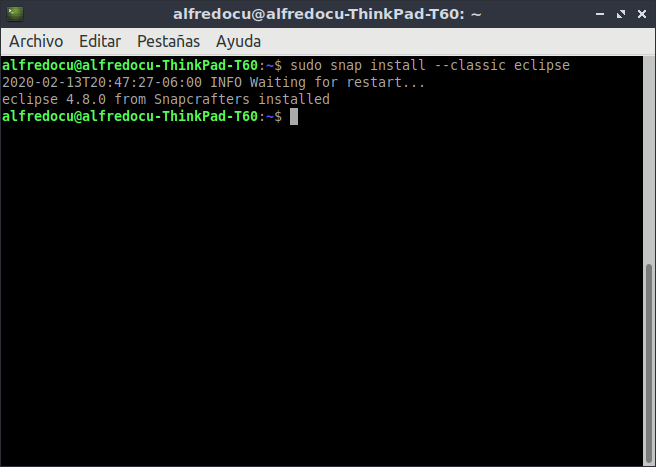 alfredocu@alfredocu-ThinkPad-T60: ~
Archivo Editar Pestañas Ayuda
alfredocu@alfredocu-ThinkPad-T60:~$ sudo snap install --classic eclipse
2020-02-13T20:47:27-06:00 INFO Waiting for restart...
eclipse 4.8.0 from Snapcrafters installed
alfredocu@alfredocu-ThinkPad-T60:~$